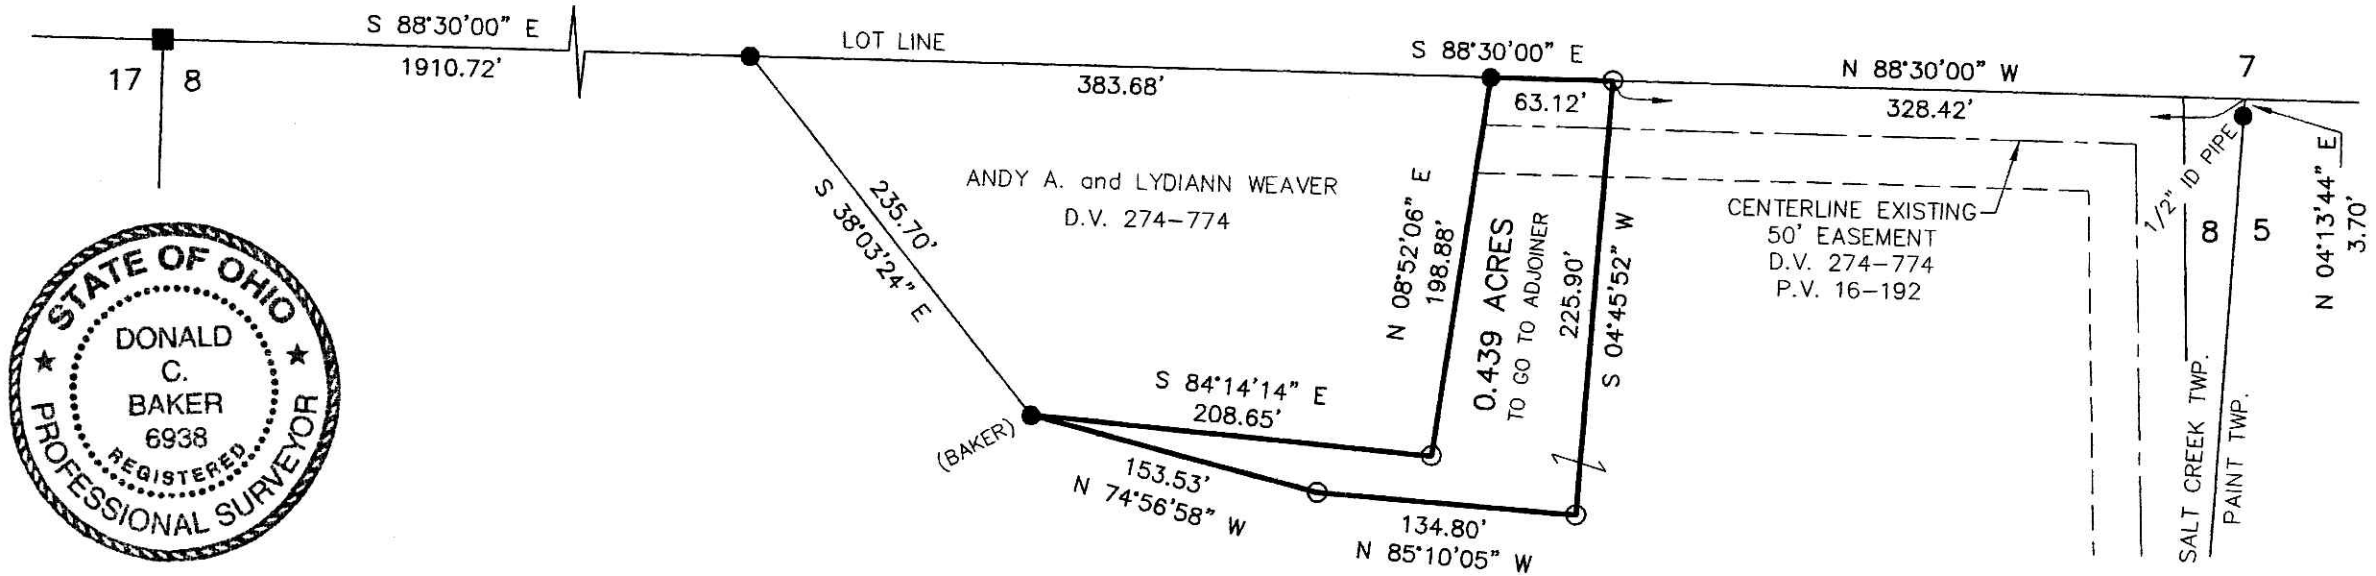 S 88°30'00" E
1910.72'
17 8
LOT LINE
383.68'
S 88°30'00" E
63.12'
N 88°30'00" W
328.42'
7
1/2" ID PIPE
8 5
N 04°13'44" E
3.70'
235.70'
S 38°03'24" E
ANDY A. and LYDIANN WEAVER
D.V. 274-774
N 08°52'06" E
198.88'
0.439 ACRES
TO GO TO ADJOINER
225.90'
S 04°45'52" W
CENTERLINE EXISTING
50' EASEMENT
D.V. 274-774
P.V. 16-192
S 84°14'14" E
208.65'
(BAKER)
153.53'
N 74°56'58" W
134.80'
N 85°10'05" W
SALT CREEK TWP.
PAINT TWP.
STATE OF OHIO
DONALD
C.
BAKER
6938
REGISTERED
PROFESSIONAL SURVEYOR